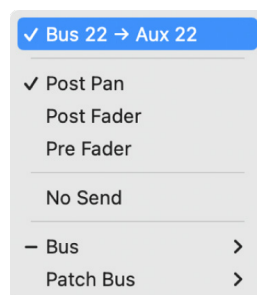 ✓ Bus 22 → Aux 22
✓ Post Pan
Post Fader
Pre Fader
No Send
– Bus >
Patch Bus >